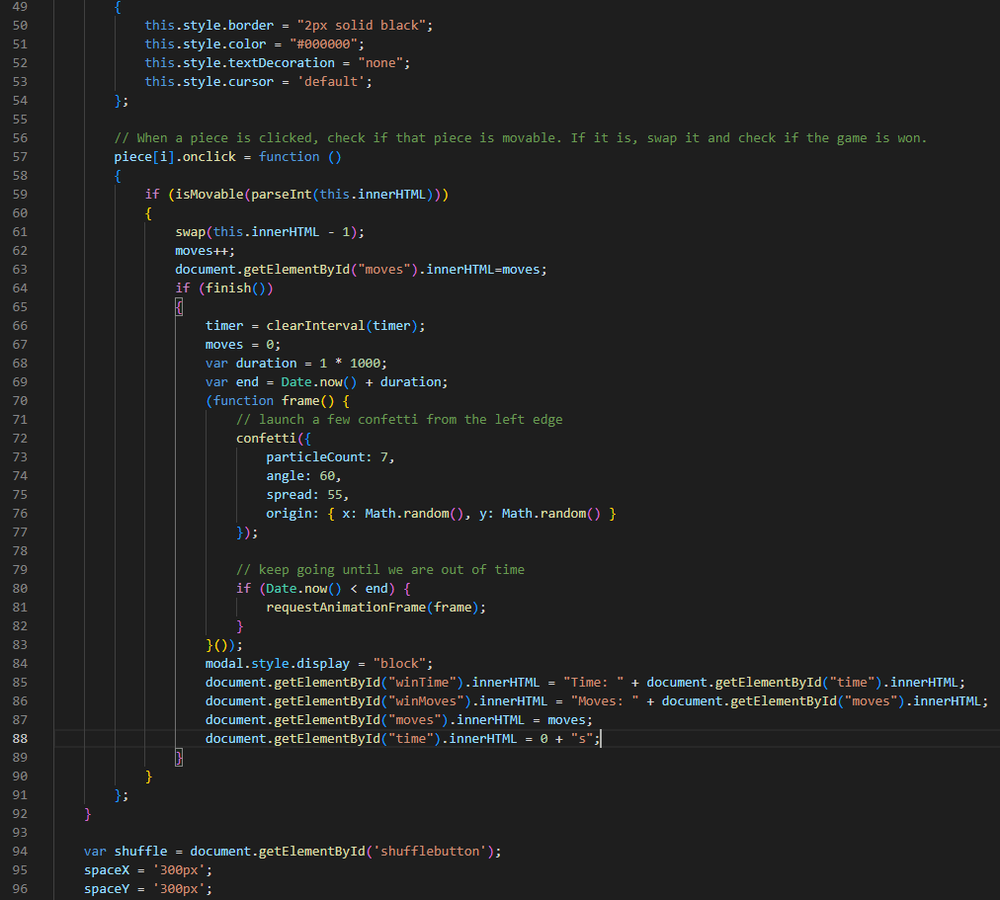 49 {
50 this.style.border = "2px solid black";
51 this.style.color = "#000000";
52 this.style.textDecoration = "none";
53 this.style.cursor = 'default';
54 };
55
56 // When a piece is clicked, check if that piece is movable. If it is, swap it and check if the game is won.
57 piece[i].onclick = function ()
58 {
59 if (isMovable(parseInt(this.innerHTML)))
60 {
61 swap(this.innerHTML - 1);
62 moves++;
63 document.getElementById("moves").innerHTML=moves;
64 if (finish())
65 {
66 timer = clearInterval(timer);
67 moves = 0;
68 var duration = 1 * 1000;
69 var end = Date.now() + duration;
70 (function frame() {
71 // launch a few confetti from the left edge
72 confetti({
73 particleCount: 7,
74 angle: 60,
75 spread: 55,
76 origin: { x: Math.random(), y: Math.random() }
77 });
78
79 // keep going until we are out of time
80 if (Date.now() < end) {
81 requestAnimationFrame(frame);
82 }
83 }());
84 modal.style.display = "block";
85 document.getElementById("winTime").innerHTML = "Time: " + document.getElementById("time").innerHTML;
86 document.getElementById("winMoves").innerHTML = "Moves: " + document.getElementById("moves").innerHTML;
87 document.getElementById("moves").innerHTML = moves;
88 document.getElementById("time").innerHTML = 0 + "s";
89 }
90 }
91 };
92 }
93
94 var shuffle = document.getElementById('shufflebutton');
95 spaceX = '300px';
96 spaceY = '300px';